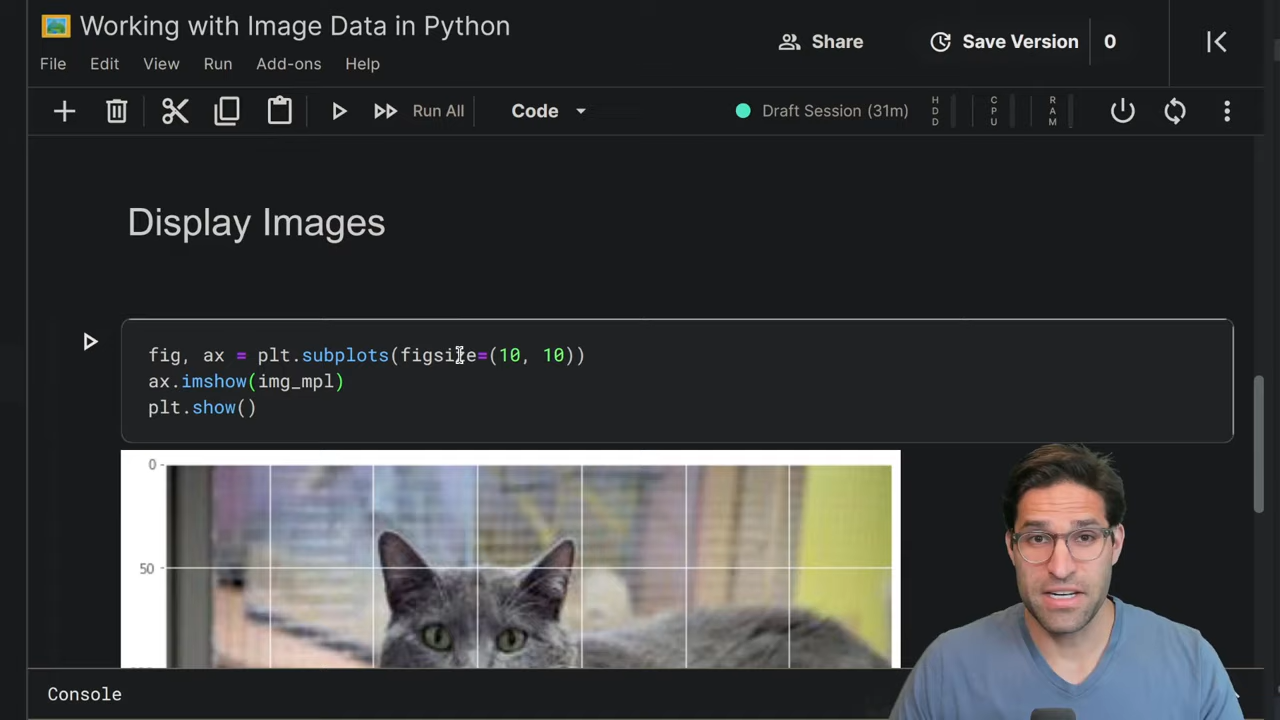 Working with Image Data in Python
Share
Save Version
0
File Edit View Run Add-ons Help
Run All
Code
Draft Session (31m)
HDD
CPU
RAM
Display Images
fig, ax = plt.subplots(figsize=(10, 10))
ax.imshow(img_mpl)
plt.show()
0
50
Console